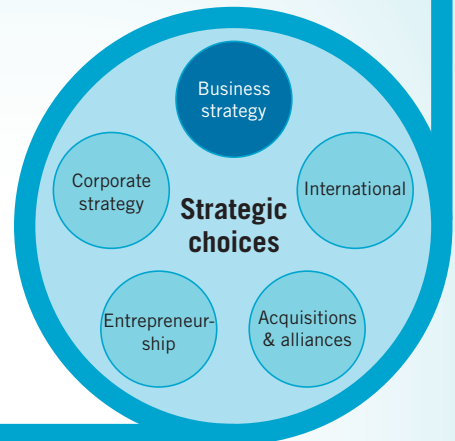 Business
strategy
Corporate
strategy
International
Strategic
choices
Entrepreneur-
ship
Acquisitions
& alliances